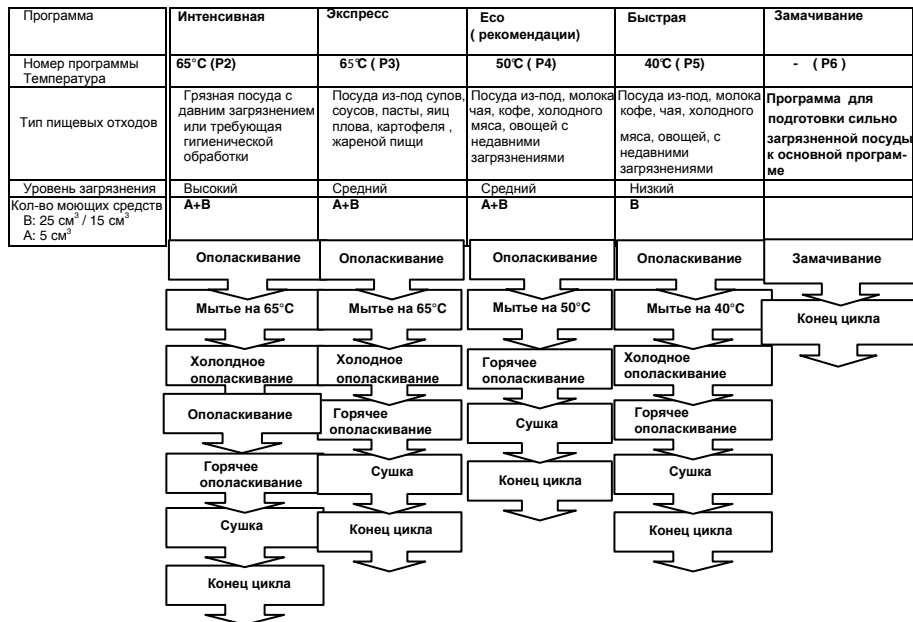 Программа
Интенсивная
Экспресс
Eco
( рекомендации)
Быстрая
Замачивание
Номер программы
Температура
65°C (P2)
65°C ( P3)
50°C ( P4)
40°C ( P5)
- ( P6 )
Тип пищевых отходов
Грязная посуда с
давним загрязнением
или требующая
гигиенической
обработки
Посуда из-под супов,
соусов, пасты, яиц
плова, картофеля ,
жареной пищи
Посуда из-под, молока
чая, кофе, холодного
мяса, овощей с
недавними
загрязнениями
Посуда из-под, молока
кофе, чая, холодного
мяса, овощей, с
недавними
загрязнениями
Программа для
подготовки сильно
загрязненной посуды
к основной програм-
ме
Уровень загрязнения
Высокий
Средний
Средний
Низкий
Кол-во моющих средств
B: 25 см³ / 15 см³
A: 5 см³
A+B
A+B
A+B
B
Ополаскивание
Ополаскивание
Ополаскивание
Ополаскивание
Замачивание
Мытье на 65°C
Мытье на 65°C
Мытье на 50°C
Мытье на 40°C
Конец цикла
Хололдное
ополаскивание
Холодное
ополаскивание
Горячее
ополаскивание
Холодное
ополаскивание
Ополаскивание
Горячее
ополаскивание
Сушка
Горячее
ополаскивание
Горячее
ополаскивание
Сушка
Конец цикла
Сушка
Сушка
Конец цикла
Конец цикла
Конец цикла